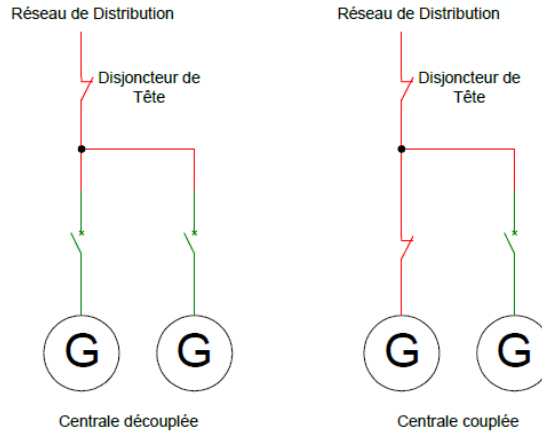 Réseau de Distribution
Disjoncteur de
Tête
G G
Centrale découplée
Réseau de Distribution
Disjoncteur de
Tête
G G
Centrale couplée